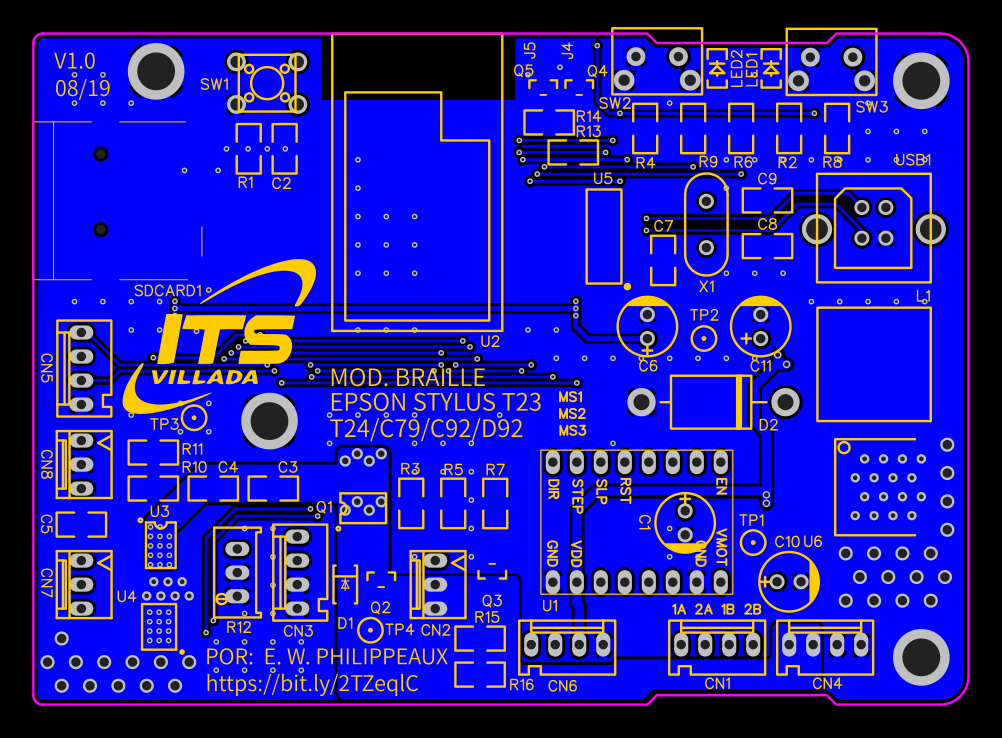 V1.0
08/19
SW1
J5
J4
Q5
Q4
SW2
LED2
LED1
SW3
R14
R13
R4
R9
R6
R2
R8
USB1
R1
C2
U5
C9
C7
C8
X1
SDCARD1
L1
ITS
VILLADA
U2
TP2
C6
C11
CN5
MOD. BRAILLE
EPSON STYLUS T23
T24/C79/C92/D92
MS1
MS2
MS3
D2
TP3
R11
R10
C4
C3
CN8
R3
R5
R7
DIR
STEP
SLP
RST
EN
Q1
C5
U3
C1
TP1
C10
U6
GND
VDD
GND
VMOT
CN7
U4
U1
1A 2A 1B 2B
R12
CN3
D1
Q2
TP4
CN2
Q3
R15
POR: E. W. PHILIPPEAUX
https://bit.ly/2TZeqlC
R16
CN6
CN1
CN4